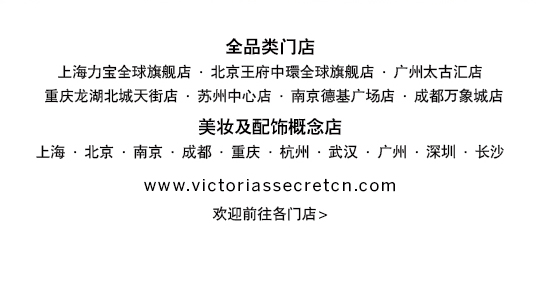 全品类门店
上海力宝全球旗舰店 · 北京王府中環全球旗舰店 · 广州太古汇店
重庆龙湖北城天街店 · 苏州中心店 · 南京德基广场店 · 成都万象城店
美妆及配饰概念店
上海 · 北京 · 南京 · 成都 · 重庆 · 杭州 · 武汉 · 广州 · 深圳 · 长沙
www.victoriassecretcn.com
欢迎前往各门店>